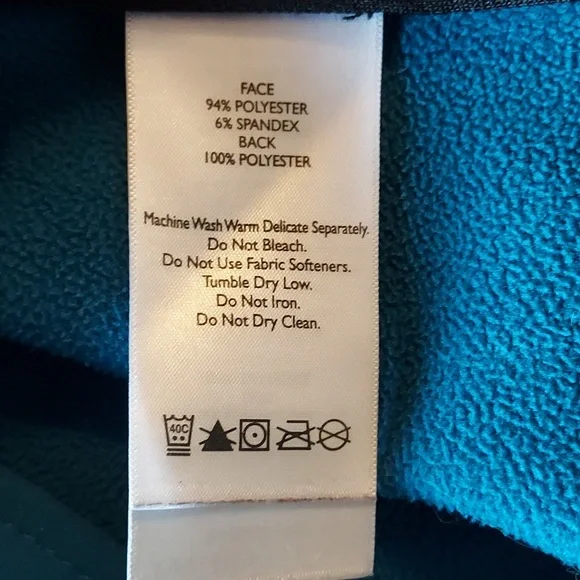 FACE
94% POLYESTER
6% SPANDEX
BACK
100% POLYESTER
Machine Wash Warm Delicate Separately.
Do Not Bleach.
Do Not Use Fabric Softeners.
Tumble Dry Low.
Do Not Iron.
Do Not Dry Clean.
40C